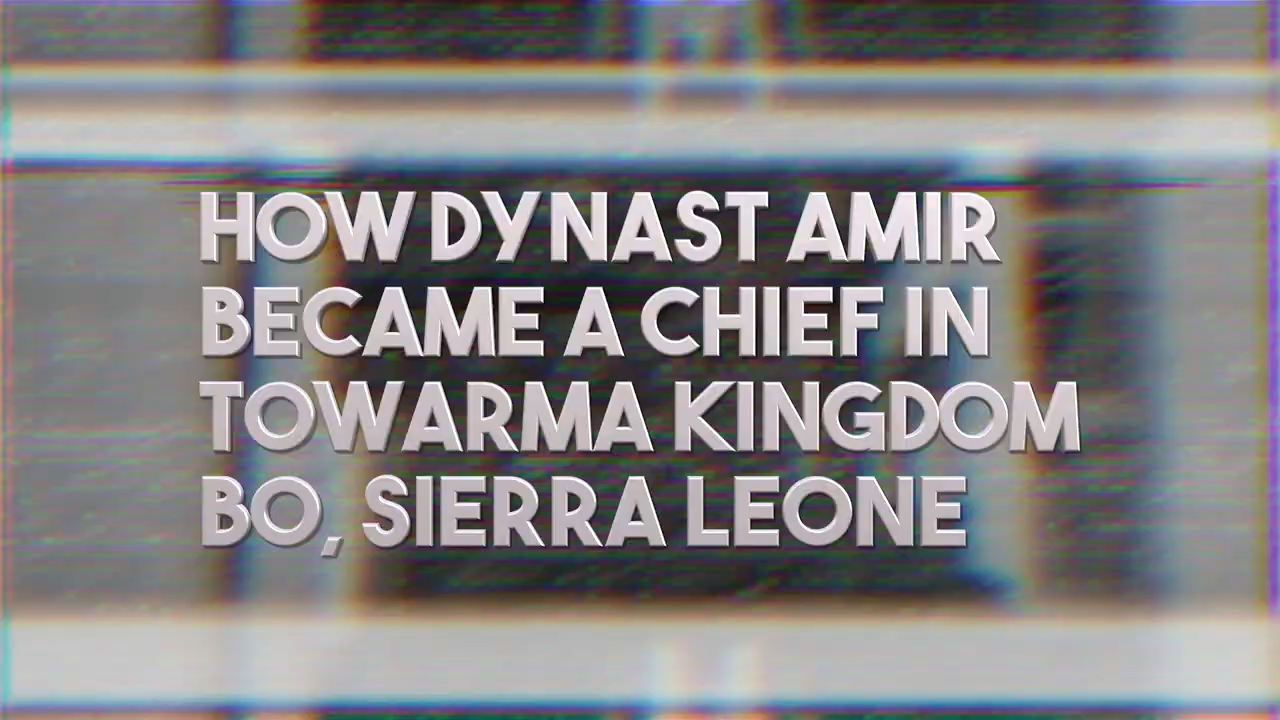 HOW DYNAST AMIR
BECAME A CHIEF IN
TOWARMA KINGDOM
BO, SIERRA LEONE